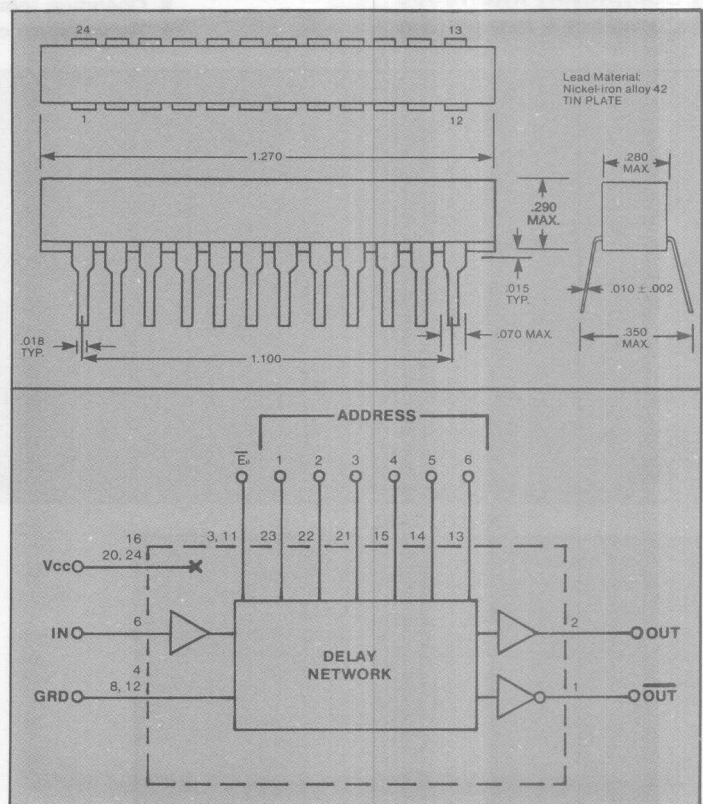 24 13
Lead Material:
Nickel-iron alloy 42
TIN PLATE
1 12
1.270
.280
MAX.
.290
MAX.
.015
TYP.
.010 ± .002
.018
TYP.
.070 MAX.
.350
MAX.
1.100
ADDRESS
1 2 3 4 5 6
16
3, 11 23 22 21 15 14 13
20, 24
Vcc
6
IN
2
OUT
DELAY
NETWORK
4
8, 12
GRD
1
O̅U̅T̅